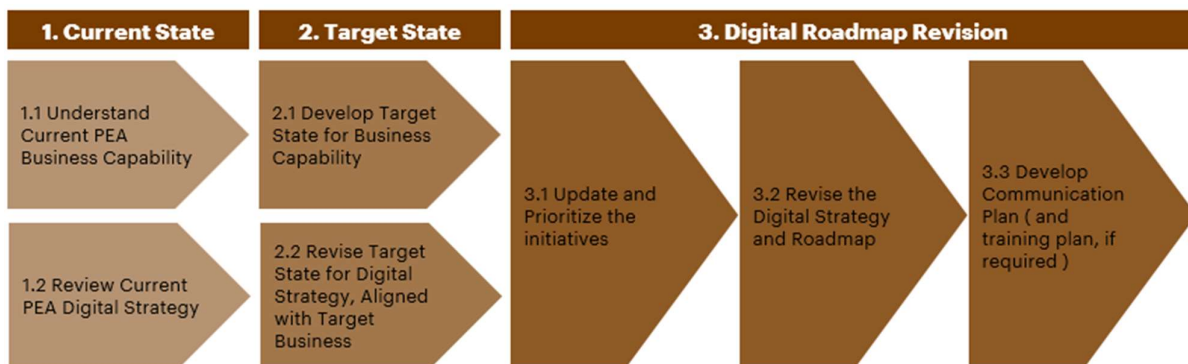 1. Current State
2. Target State
3. Digital Roadmap Revision
1.1 Understand
Current PEA
Business Capability
2.1 Develop Target
State for Business
Capability
1.2 Review Current
PEA Digital Strategy
2.2 Revise Target
State for Digital
Strategy, Aligned
with Target
Business
3.1 Update and
Prioritize the
initiatives
3.2 Revise the
Digital Strategy
and Roadmap
3.3 Develop
Communication
Plan ( and
training plan, if
required )